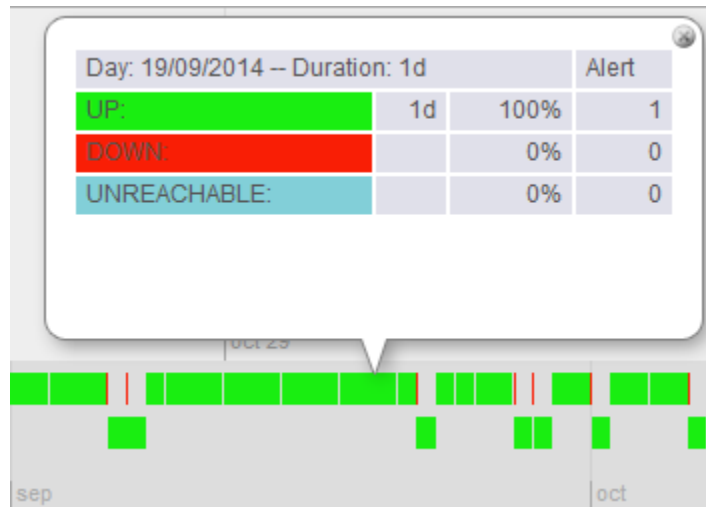 Day: 19/09/2014 -- Duration: 1d Alert
UP: 1d 100% 1
DOWN: 0% 0
UNREACHABLE: 0% 0
oct 29
sep oct